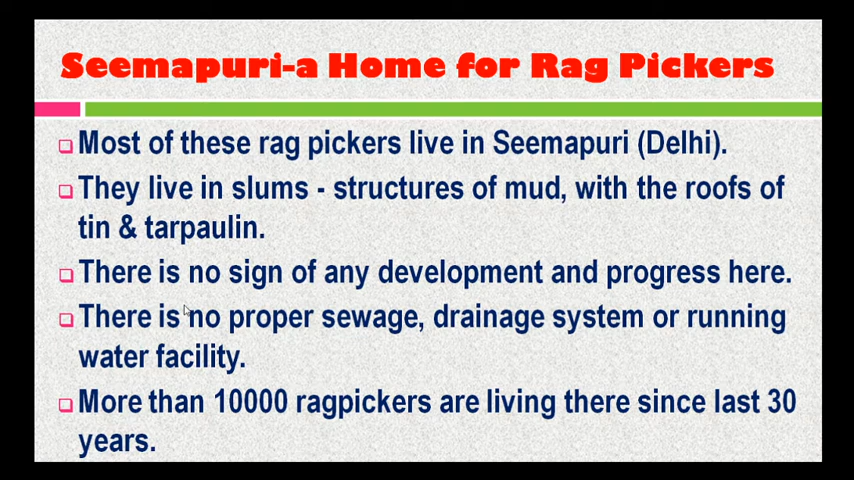 Seemapuri-a Home for Rag Pickers
Most of these rag pickers live in Seemapuri (Delhi).
They live in slums - structures of mud, with the roofs of
tin & tarpaulin.
There is no sign of any development and progress here.
There is no proper sewage, drainage system or running
water facility.
More than 10000 ragpickers are living there since last 30
years.